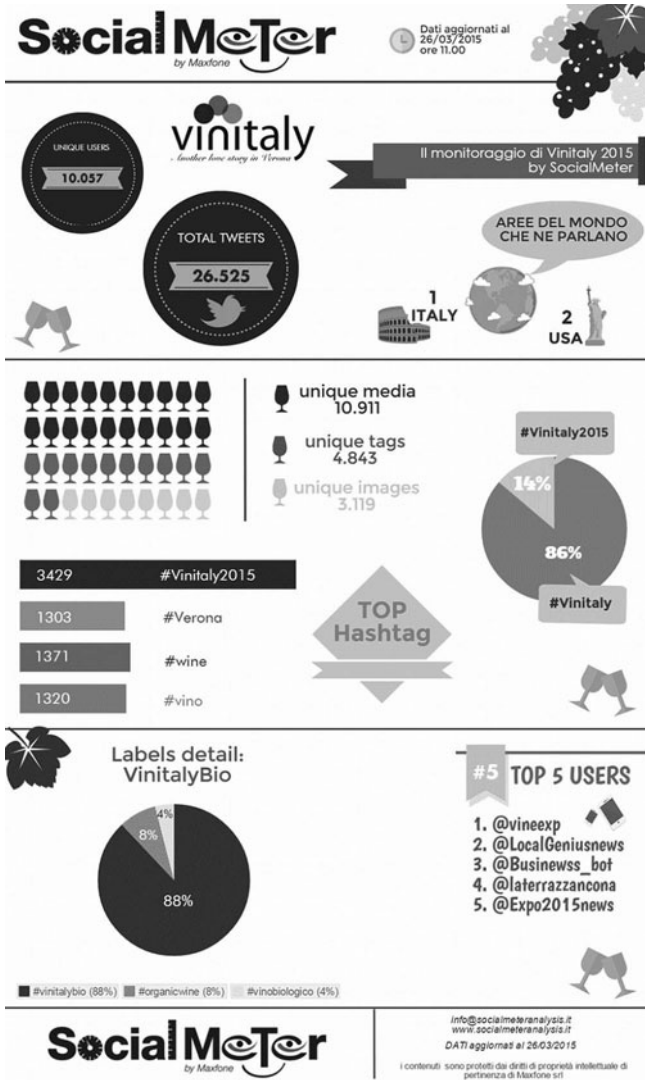 Social MeTer
by Maxfone
Dati aggiornati al
26/03/2015
ore 11.00
UNIQUE USERS
10.057
vinitaly
Another love story in Verona
Il monitoraggio di Vinitaly 2015
by SocialMeter
TOTAL TWEETS
26.525
AREE DEL MONDO
CHE NE PARLANO
1
ITALY
2
USA
unique media
10.911
unique tags
4.843
unique images
3.119
#Vinitaly2015
14%
86%
#Vinitaly
3429 #Vinitaly2015
1303 #Verona
1371 #wine
1320 #vino
TOP
Hashtag
Labels detail:
VinitalyBio
4%
8%
88%
#vinitalybio (88%) #organicwine (8%) #vinobiologico (4%)
#5 TOP 5 USERS
1. @vineexp
2. @LocalGeniusnews
3. @Businewss_bot
4. @laterrazzancona
5. @Expo2015news
Social MeTer
by Maxfone
info@socialmeteranalysis.it
www.socialmeteranalysis.it
DATI aggiornati al 26/03/2015
i contenuti sono protetti dai diritti di proprietà intellettuale di
pertinenza di Maxfone srl